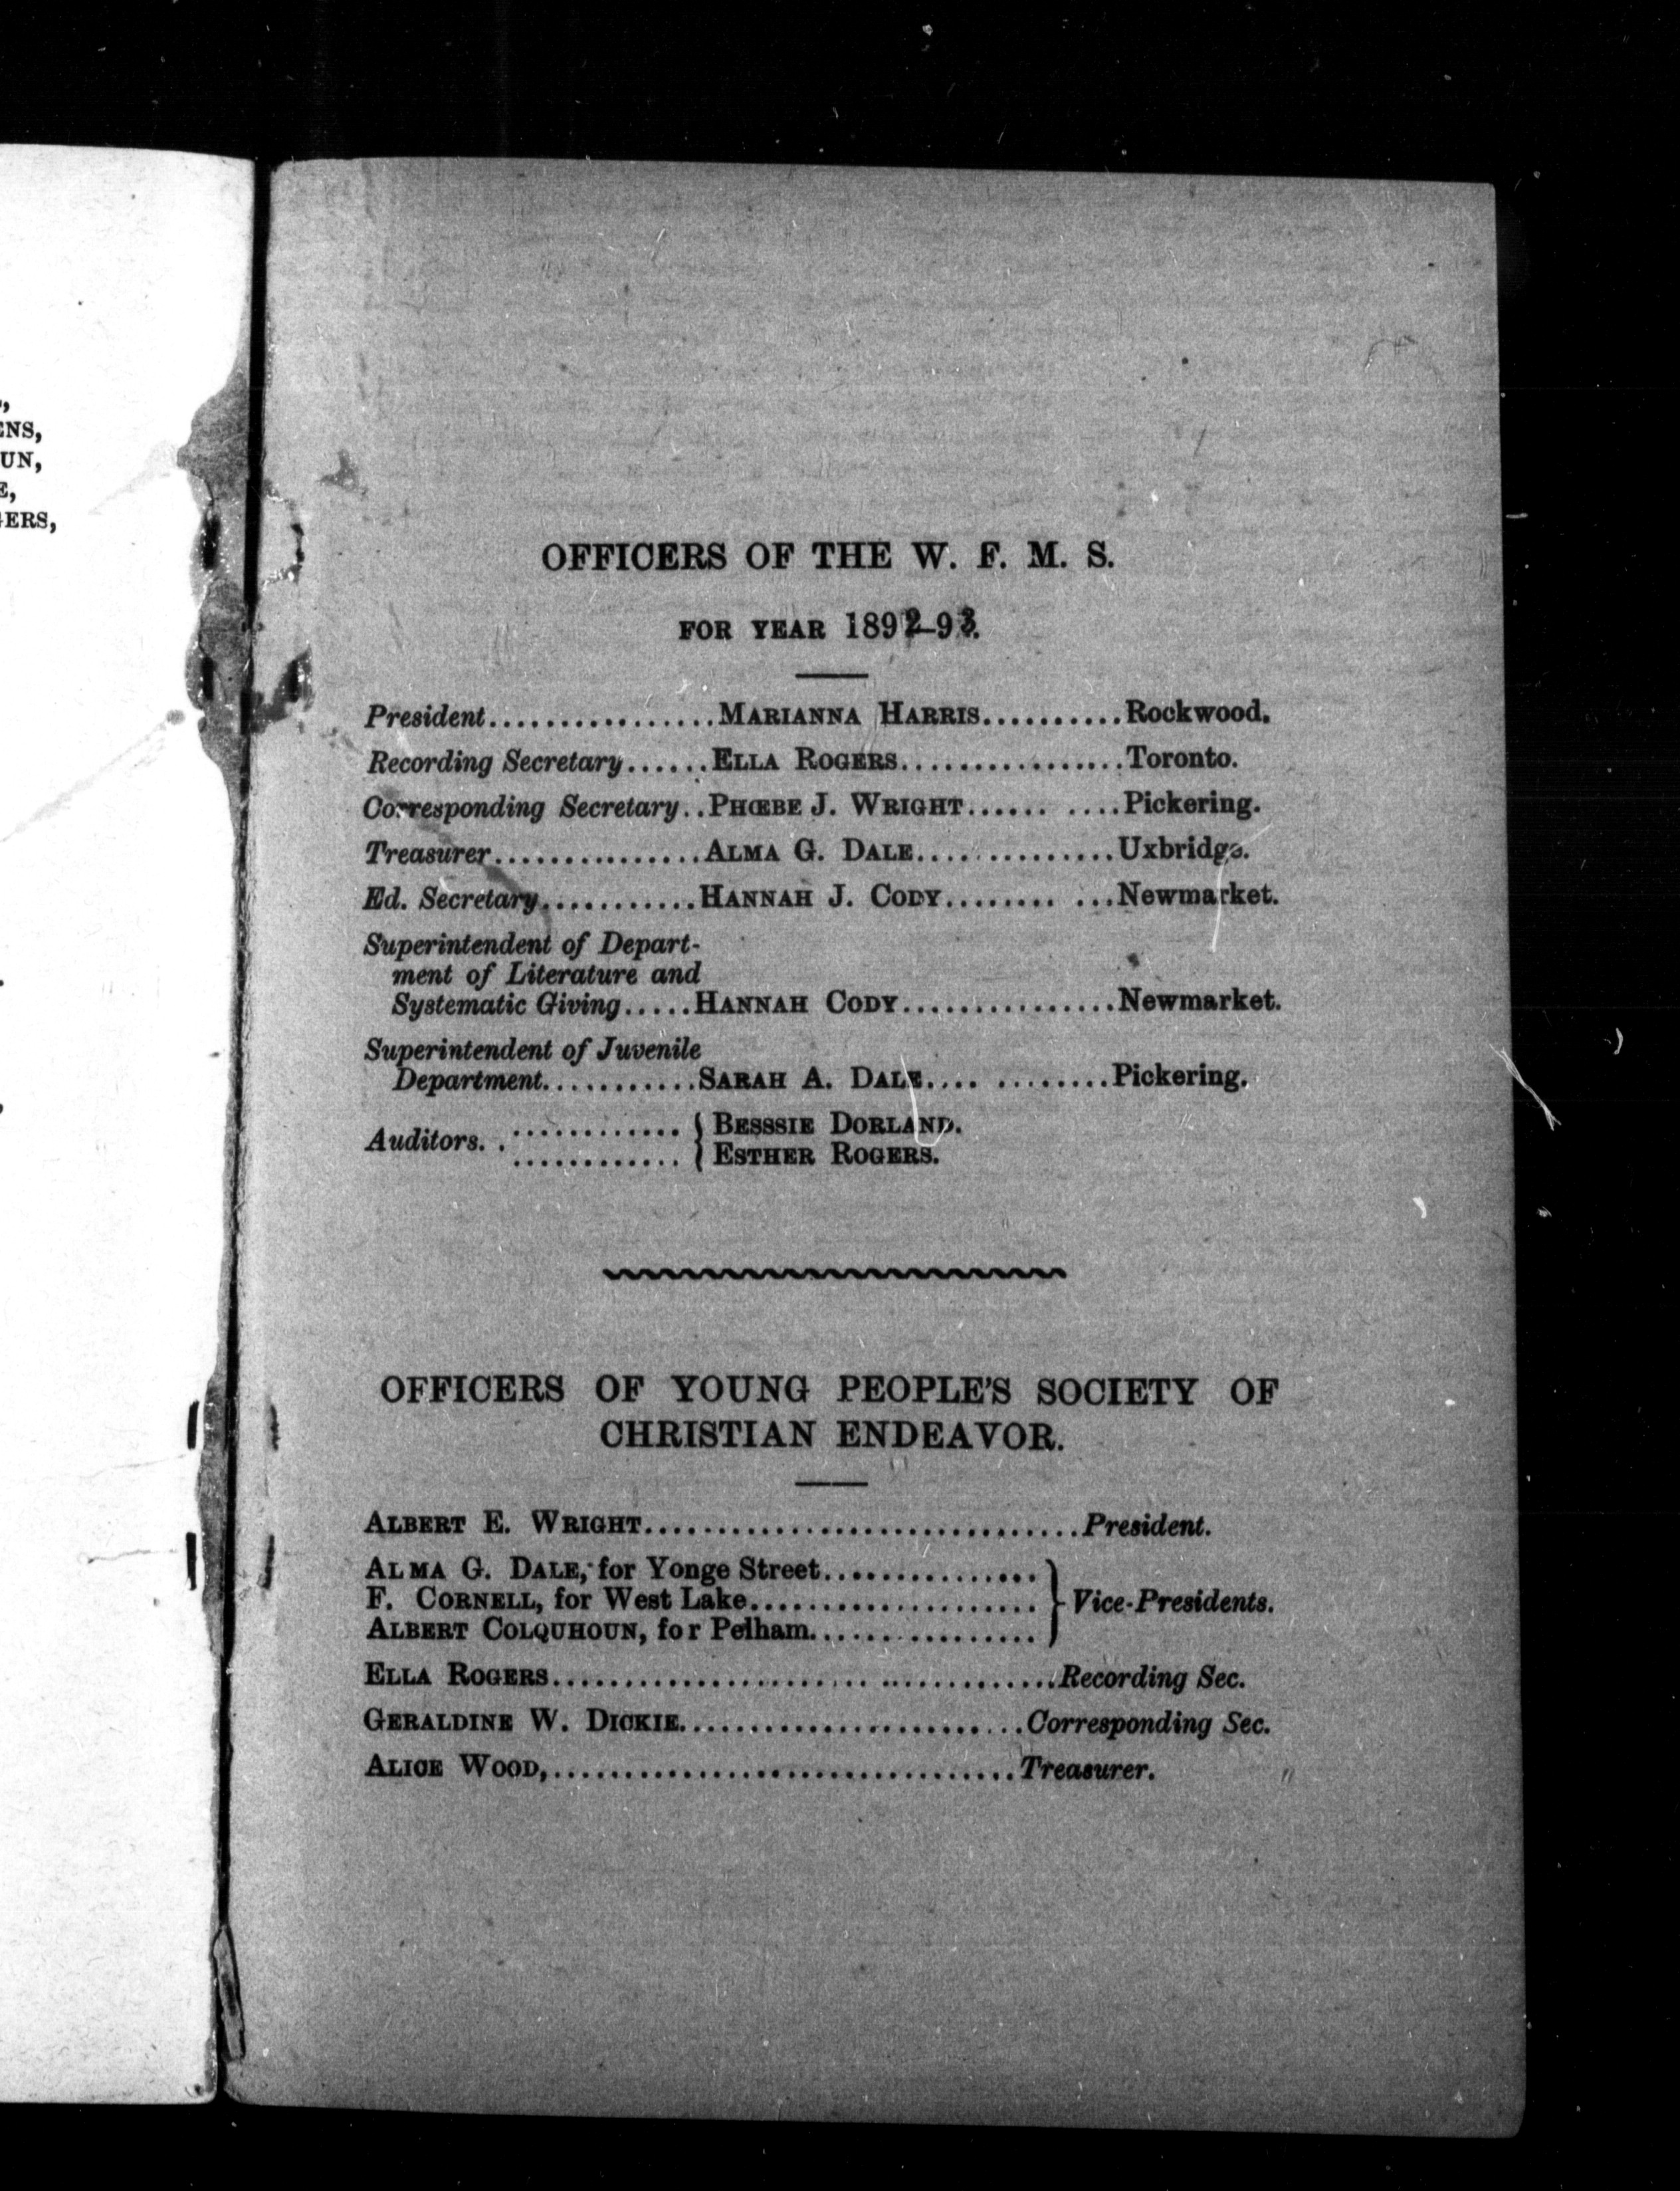 OFFICERS OF THE W. F. M. S.
FOR YEAR 1892-93.
President................MARIANNA HARRIS..........Rockwood.
Recording Secretary......ELLA ROGERS................Toronto.
Corresponding Secretary..PHŒBE J. WRIGHT...... ....Pickering.
Treasurer...............ALMA G. DALE..............Uxbridge.
Ed. Secretary...........HANNAH J. CODY........ ...Newmarket.
Superintendent of Depart-
ment of Literature and
Systematic Giving.....HANNAH CODY...............Newmarket.
Superintendent of Juvenile
Department...........SARAH A. DALE.... ........Pickering.
Auditors. . ............ { BESSSIE DORLAND.
............ { ESTHER ROGERS.
OFFICERS OF YOUNG PEOPLE'S SOCIETY OF
CHRISTIAN ENDEAVOR.
ALBERT E. WRIGHT..............................President.
ALMA G. DALE, for Yonge Street...............
F. CORNELL, for West Lake.................... } Vice-Presidents.
ALBERT COLQUHOUN, for Pelham................
ELLA ROGERS...................... .............Recording Sec.
GERALDINE W. DICKIE........................Corresponding Sec.
ALICE WOOD,................................Treasurer.